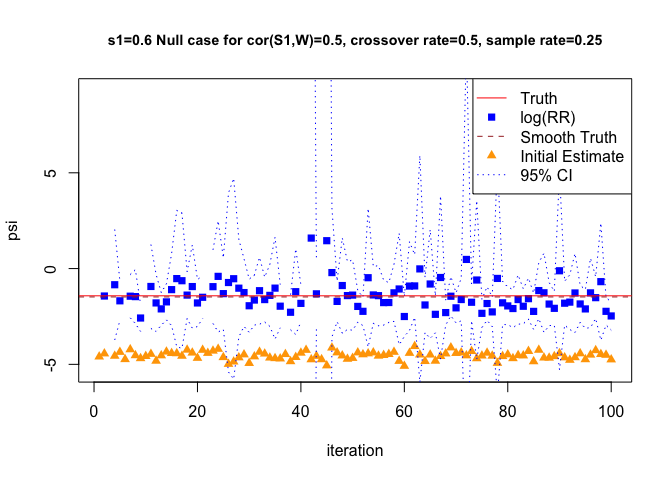 s1=0.6 Null case for cor(S1,W)=0.5, crossover rate=0.5, sample rate=0.25
Truth
log(RR)
Smooth Truth
Initial Estimate
95% CI
psi
5
0
-5
0 20 40 60 80 100
iteration